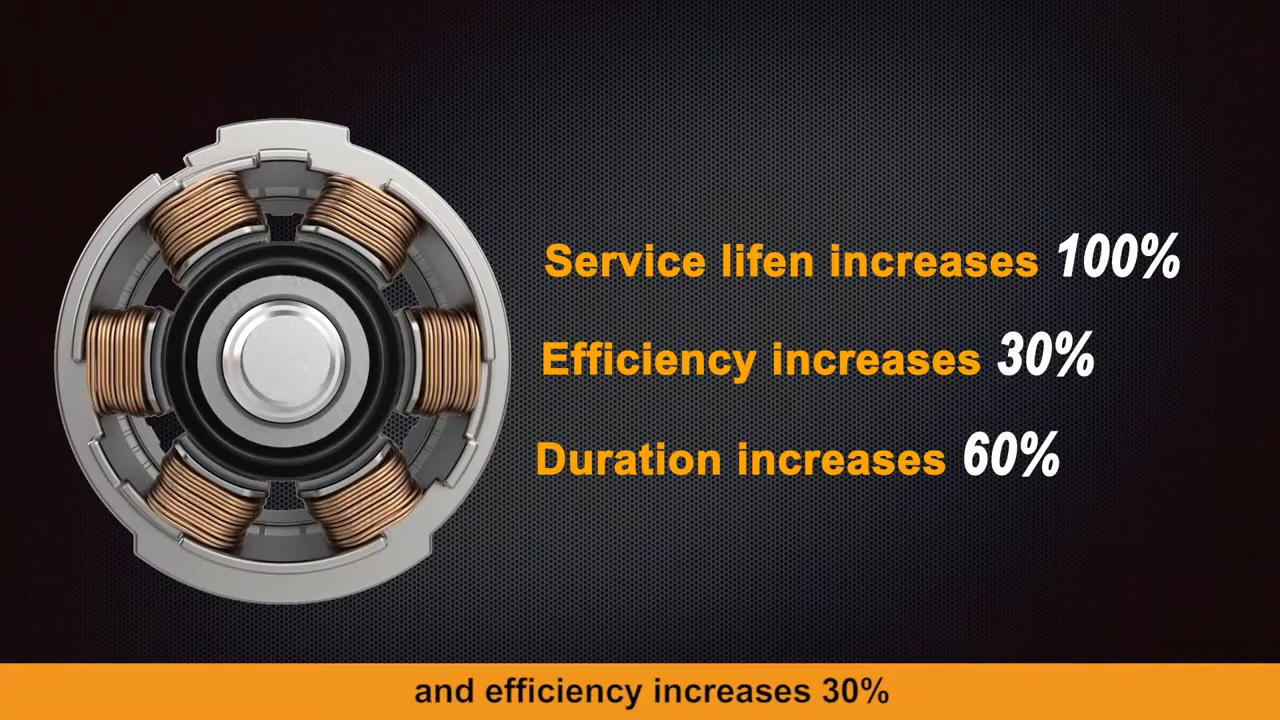 Service lifen increases 100%
Efficiency increases 30%
Duration increases 60%
and efficiency increases 30%